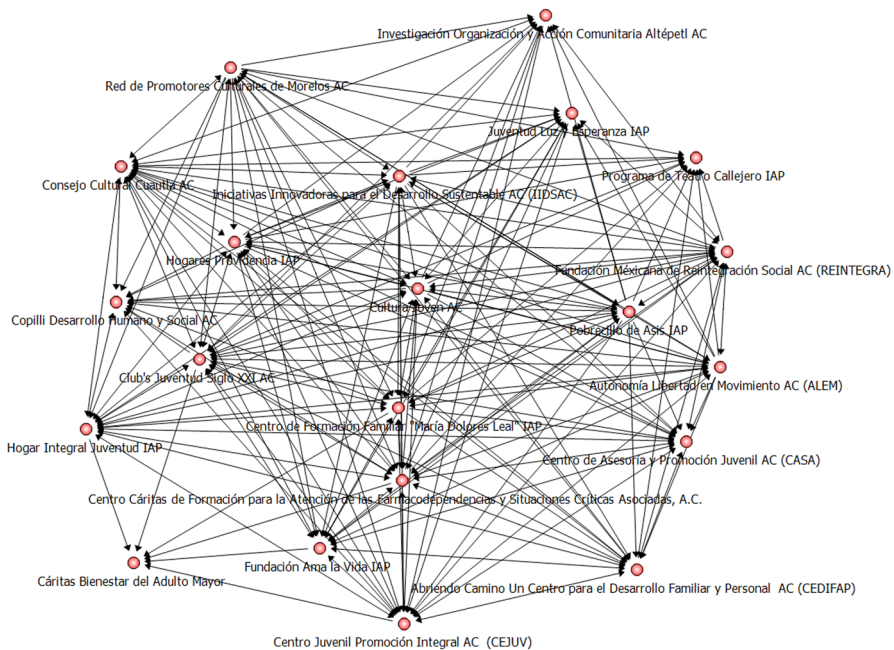 Investigación Organización y Acción Comunitaria Altépetl AC
Red de Promotores Culturales de Morelos AC
Juventud Luz y Esperanza IAP
Programa de Teatro Callejero IAP
Consejo Cultural Cuautla AC
Iniciativas Innovadoras para el Desarrollo Sustentable AC (IIDSAC)
Hogares Providencia IAP
Fundación Méxicana de Reintegración Social AC (REINTEGRA)
Cultura Joven AC
Copilli Desarrollo Humano y Social AC
Pobrecillo de Asis IAP
Club's Juventud Siglo XXI AC
Autonomía Libertad en Movimiento AC (ALEM)
Centro de Formación Familiar "María Dolores Leal" IAP
Hogar Integral Juventud IAP
Centro de Asesoria y Promoción Juvenil AC (CASA)
Centro Cáritas de Formación para la Atención de las Farmacodependencias y Situaciones Críticas Asociadas, A.C.
Fundación Ama la Vida IAP
Cáritas Bienestar del Adulto Mayor
Abriendo Camino Un Centro para el Desarrollo Familiar y Personal  AC (CEDIFAP)
Centro Juvenil Promoción Integral AC  (CEJUV)